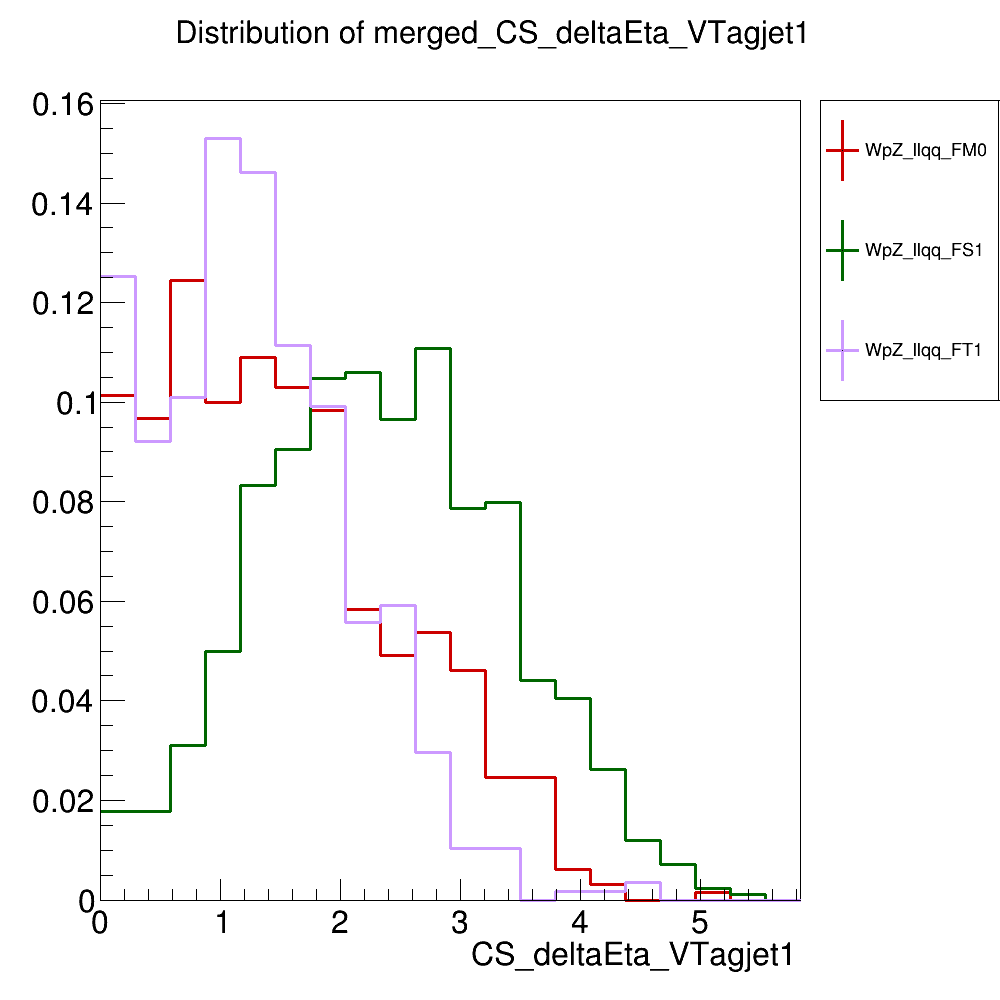 Distribution of merged_CS_deltaEta_VTagjet1
0.16
0.14
0.12
0.1
0.08
0.06
0.04
0.02
0
0 1 2 3 4 5
CS_deltaEta_VTagjet1
WpZ_llqq_FM0
WpZ_llqq_FS1
WpZ_llqq_FT1